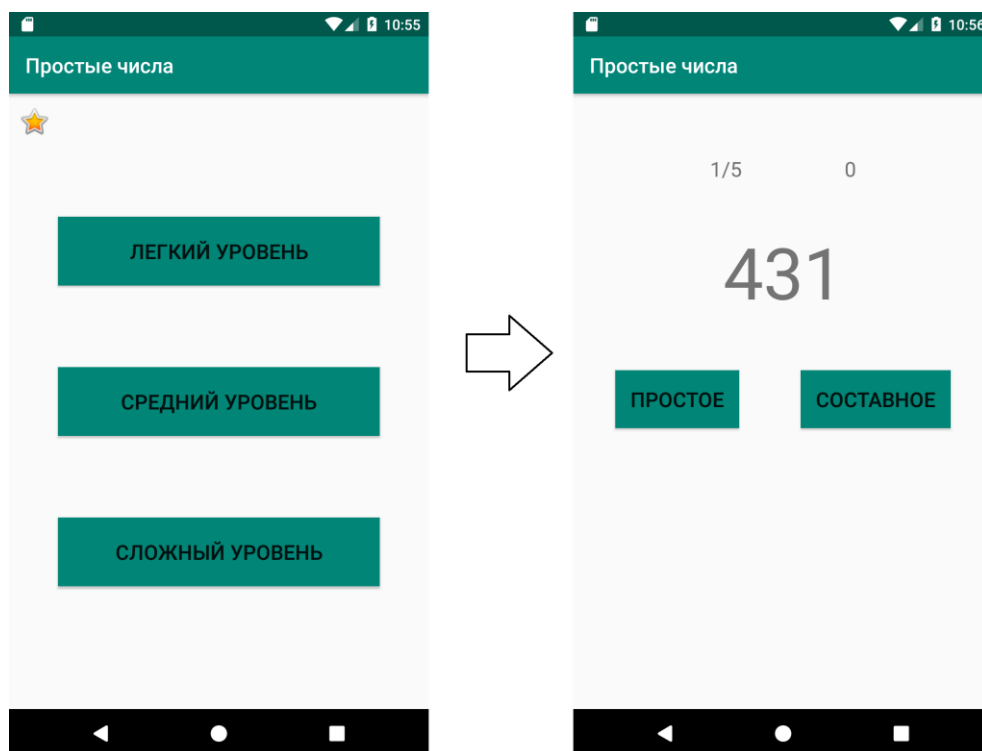 10:55
Простые числа
ЛЕГКИЙ УРОВЕНЬ
СРЕДНИЙ УРОВЕНЬ
СЛОЖНЫЙ УРОВЕНЬ
10:56
Простые числа
1/5 0
431
ПРОСТОЕ СОСТАВНОЕ